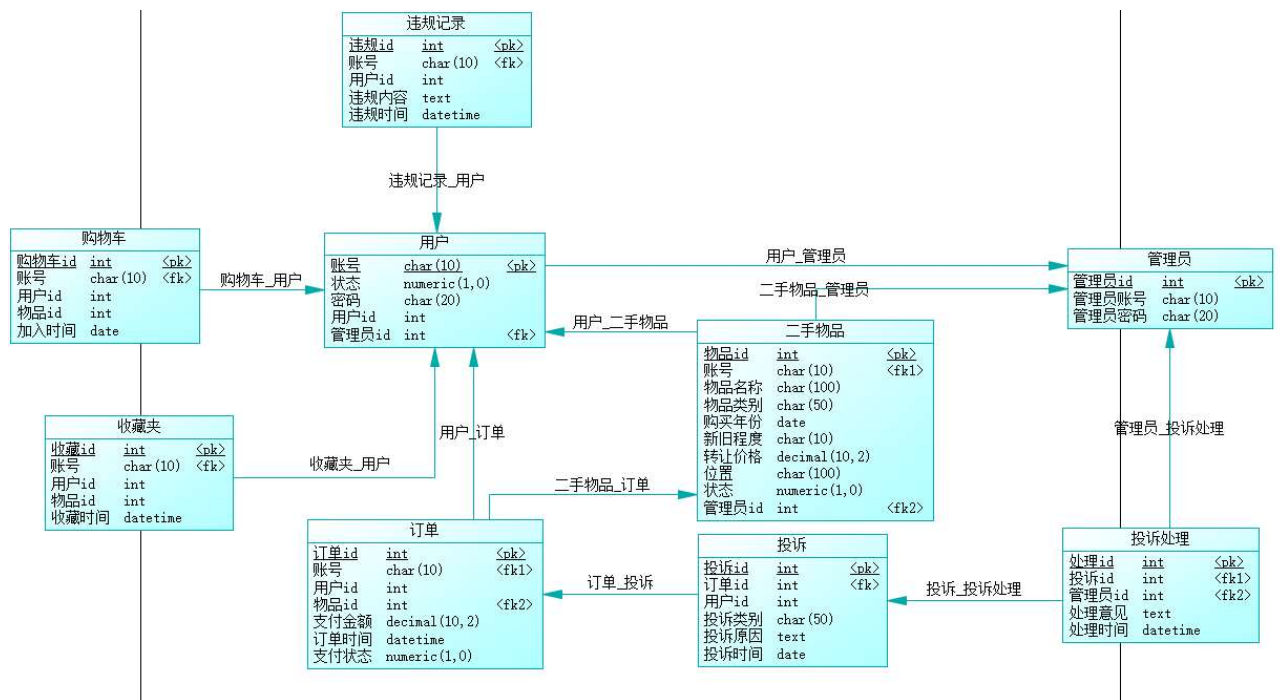 违规记录
违规id int <pk>
账号 char(10) <fk>
用户id int
违规内容 text
违规时间 datetime
违规记录_用户
购物车
购物车id int <pk>
账号 char(10) <fk>
用户id int
物品id int
加入时间 date
购物车_用户
用户
账号 char(10) <pk>
状态 numeric(1,0)
密码 char(20)
用户id int
管理员id int <fk>
用户_管理员
二手物品_管理员
用户_二手物品
管理员
管理员id int <pk>
管理员账号 char(10)
管理员密码 char(20)
二手物品
物品id int <pk>
账号 char(10) <fk1>
物品名称 char(100)
物品类别 char(50)
购买年份 date
新旧程度 char(10)
转让价格 decimal(10,2)
位置 char(100)
状态 numeric(1,0)
管理员id int <fk2>
收藏夹
收藏id int <pk>
账号 char(10) <fk>
用户id int
物品id int
收藏时间 datetime
收藏夹_用户
用户_订单
二手物品_订单
管理员_投诉处理
订单
订单id int <pk>
账号 char(10) <fk1>
用户id int
物品id int <fk2>
支付金额 decimal(10,2)
订单时间 datetime
支付状态 numeric(1,0)
订单_投诉
投诉
投诉id int <pk>
订单id int <fk>
用户id int
投诉类别 char(50)
投诉原因 text
投诉时间 date
投诉_投诉处理
投诉处理
处理id int <pk>
投诉id int <fk1>
管理员id int <fk2>
处理意见 text
处理时间 datetime